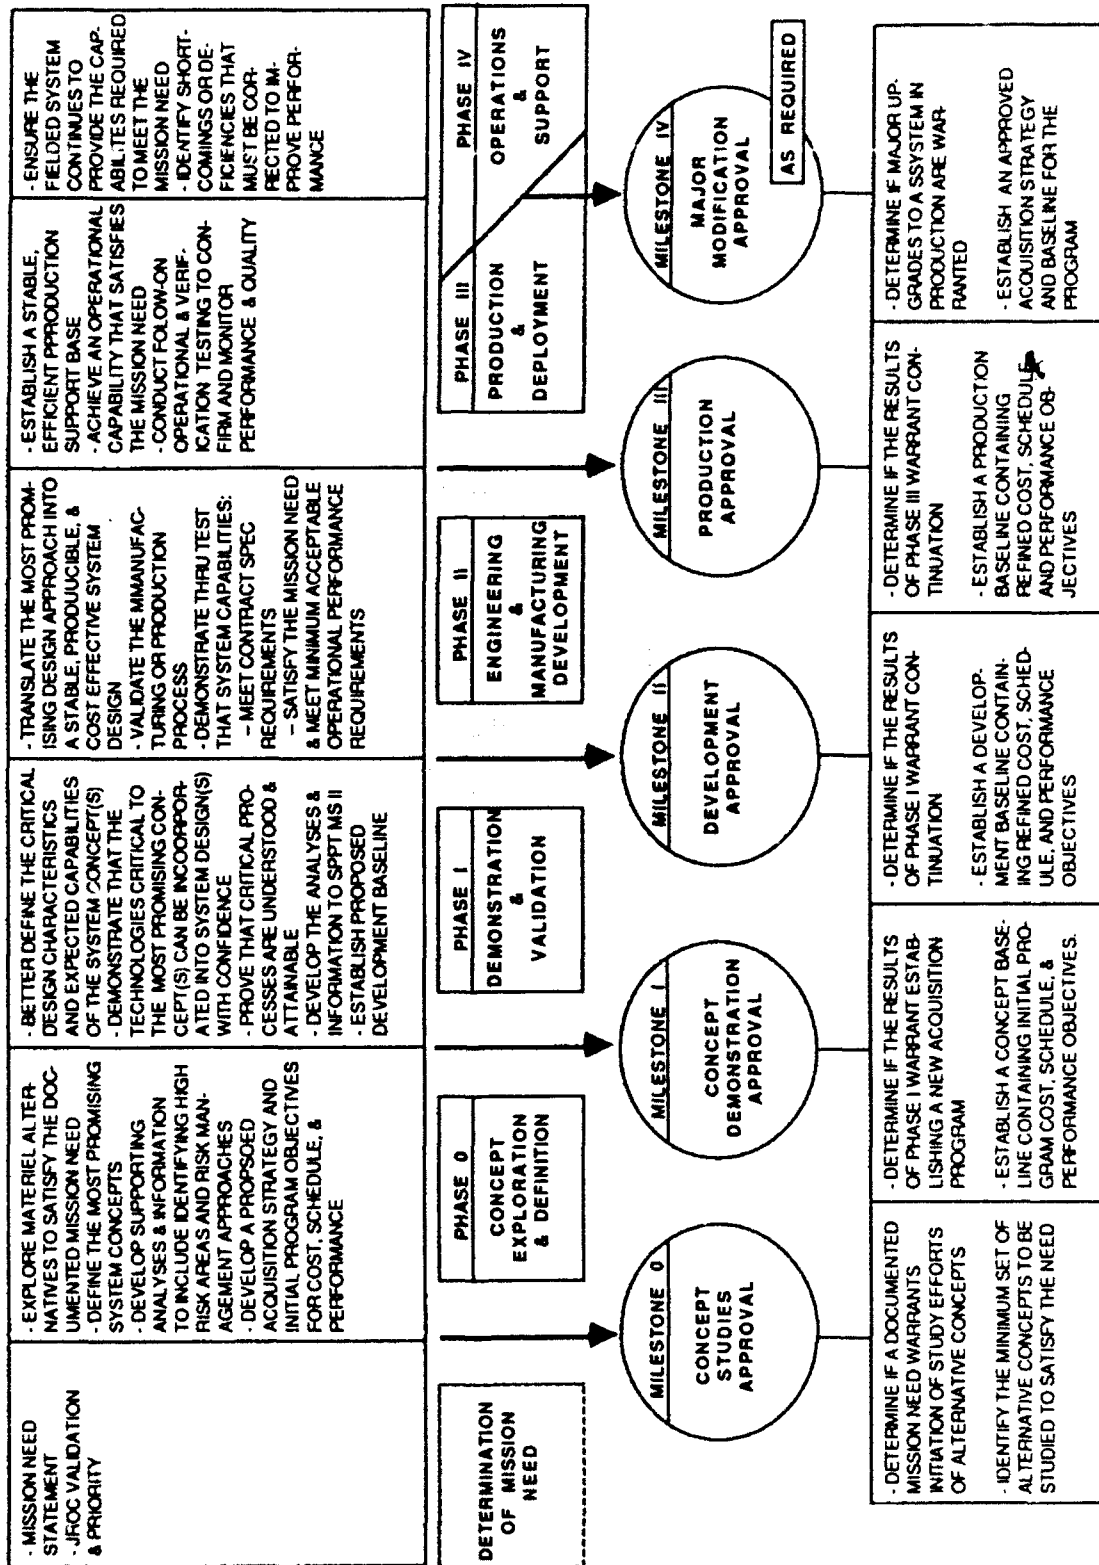 - MISSION NEED
STATEMENT
- JROC VALIDATION
& PRIORITY
- EXPLORE MATERIEL ALTER-
NATIVES TO SATISFY THE DOC-
UMENTED MISSION NEED
- DEFINE THE MOST PROMISING
SYSTEM CONCEPTS
- DEVELOP SUPPORTING
ANALYSES & INFORMATION
TO INCLUDE IDENTIFYING HIGH
RISK AREAS AND RISK MAN-
AGEMENT APPROACHES
- DEVELOP A PROPSOED
ACQUISITION STRATEGY AND
INITIAL PROGRAM OBJECTIVES
FOR COST, SCHEDULE, &
PERFORMANCE
- BETTER DEFINE THE CRITICAL
DESIGN CHARACTERISTICS
AND EXPECTED CAPABILITIES
OF THE SYSTEM CONCEPT(S)
- DEMONSTRATE THAT THE
TECHNOLOGIES CRITICAL TO
THE MOST PROMISING CON-
CEPT(S) CAN BE INCORPOR-
ATED INTO SYSTEM DESIGN(S)
WITH CONFIDENCE
- PROVE THAT CRITICAL PRO-
CESSES ARE UNDERSTOOD &
ATTAINABLE
- DEVELOP THE ANALYSES &
INFORMATION TO SPPT MS II
- ESTABLISH PROPOSED
DEVELOPMENT BASELINE
- TRANSLATE THE MOST PROM-
ISING DESIGN APPROACH INTO
A STABLE, PRODUCIBLE, &
COST EFFECTIVE SYSTEM
DESIGN
- VALIDATE THE MMANUFAC-
TURING OR PRODUCTION
PROCESS
- DEMONSTRATE THRU TEST
THAT SYSTEM CAPABILITIES:
- MEET CONTRACT SPEC
REQUIREMENTS
- SATISFY THE MISSION NEED
& MEET MINIMUM ACCEPTABLE
OPERATIONAL PERFORMANCE
REQUIREMENTS
- ESTABLISH A STABLE,
EFFICIENT PPRODUCTION
SUPPORT BASE
- ACHIEVE AN OPERATIONAL
CAPABILITY THAT SATISFIES
THE MISSION NEED
- CONDUCT FOLOW-ON
OPERATIONAL & VERIF-
ICATION TESTING TO CON-
FIRM AND MONITOR
PERFORMANCE & QUALITY
- ENSURE THE
FIELDED SYSTEM
CONTINUES TO
PROVIDE THE CAP-
ABILITES REQUIRED
TO MEET THE
MISSION NEED
- IDENTIFY SHORT-
COMINGS OR DE-
FICIENCIES THAT
MUST BE COR-
RECTED TO IM-
PROVE PERFOR-
MANCE
DETERMINATION
OF MISSION
NEED
PHASE 0
CONCEPT
EXPLORATION
& DEFINITION
PHASE I
DEMONSTRATION
&
VALIDATION
PHASE II
ENGINEERING
&
MANUFACTURING
DEVELOPMENT
PHASE III
PRODUCTION
&
DEPLOYMENT
PHASE IV
OPERATIONS
&
SUPPORT
MILESTONE 0
CONCEPT
STUDIES
APPROVAL
MILESTONE I
CONCEPT
DEMONSTRATION
APPROVAL
MILESTONE II
DEVELOPMENT
APPROVAL
MILESTONE III
PRODUCTION
APPROVAL
MILESTONE IV
MAJOR
MODIFICATION
APPROVAL
AS REQUIRED
- DETERMINE IF A DOCUMENTED
MISSION NEED WARRANTS
INITIATION OF STUDY EFFORTS
OF ALTERNATIVE CONCEPTS
- IDENTIFY THE MINIMUM SET OF
ALTERNATIVE CONCEPTS TO BE
STUDIED TO SATISFY THE NEED
- DETERMINE IF THE RESULTS
OF PHASE I WARRANT ESTAB-
LISHING A NEW ACQUISITION
PROGRAM
- ESTABLISH A CONCEPT BASE-
LINE CONTAINING INITIAL PRO-
GRAM COST, SCHEDULE, &
PERFORMANCE OBJECTIVES.
- DETERMINE IF THE RESULTS
OF PHASE I WARRANT CON-
TINUATION
- ESTABLISH A DEVELOP-
MENT BASELINE CONTAIN-
ING REFINED COST, SCHED-
ULE, AND PERFORMANCE
OBJECTIVES
- DETERMINE IF THE RESULTS
OF PHASE III WARRANT CON-
TINUATION
- ESTABLISH A PRODUCTION
BASELINE CONTAINING
REFINED COST, SCHEDULE
AND PERFORMANCE OB-
JECTIVES
- DETERMINE IF MAJOR UP-
GRADES TO A SSYSTEM IN
PRODUCTION ARE WAR-
RANTED
- ESTABLISH AN APPROVED
ACQUISITION STRATEGY
AND BASELINE FOR THE
PROGRAM